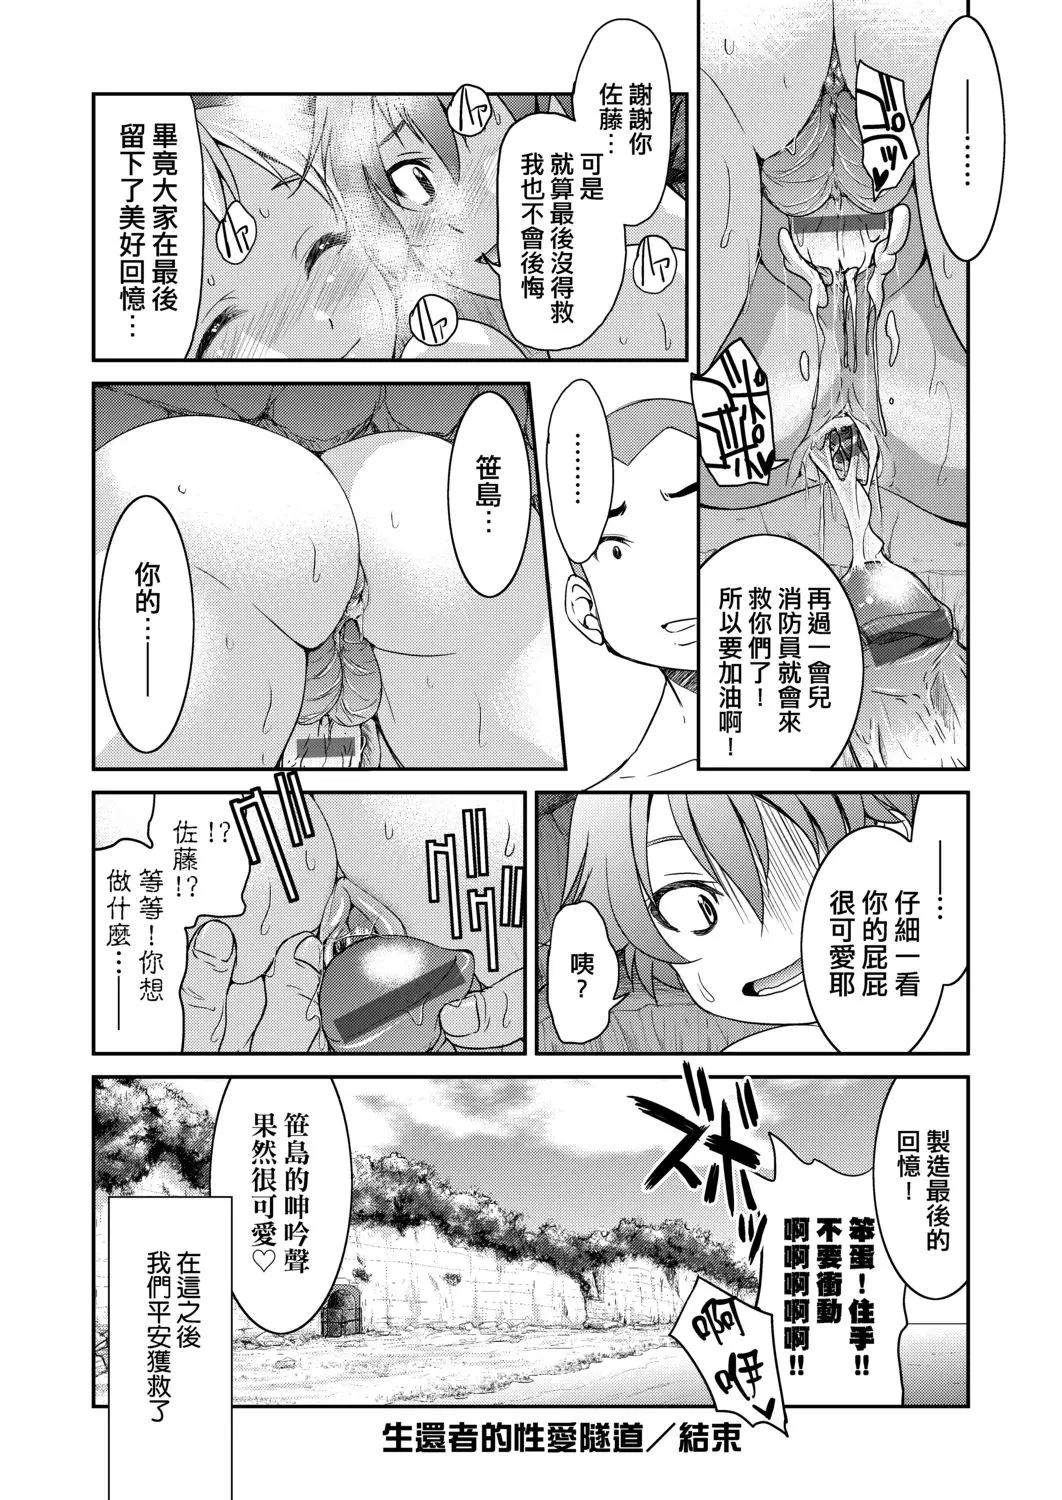 ………
再過一會兒
消防員就會來
救你們了！
所以要加油啊！
謝謝你
佐藤…
可是
就算最後沒得救
我也不會後悔
畢竟大家在最後
留下了美好回憶…
………
笹島…
你的……
仔細一看
你的屁屁
很可愛耶
咦？
!?
佐藤!?
等等！你想
做什麼…
製造最後的
回憶！
笨蛋！住手!!
不要衝動
啊啊啊啊啊!!
ズボ
啊咿
笹島的呻吟聲
果然很可愛♡
在這之後
我們平安獲救了
生還者的性愛隧道／結束